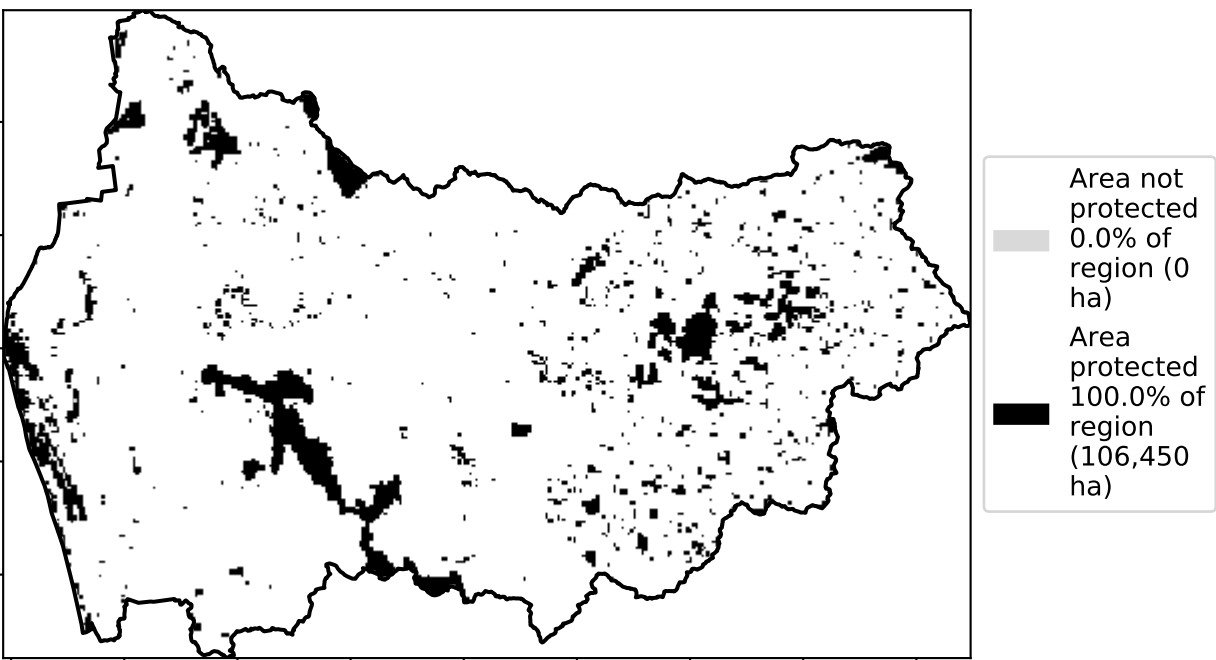 Area not
protected
0.0% of
region (0
ha)
Area
protected
100.0% of
region
(106,450
ha)